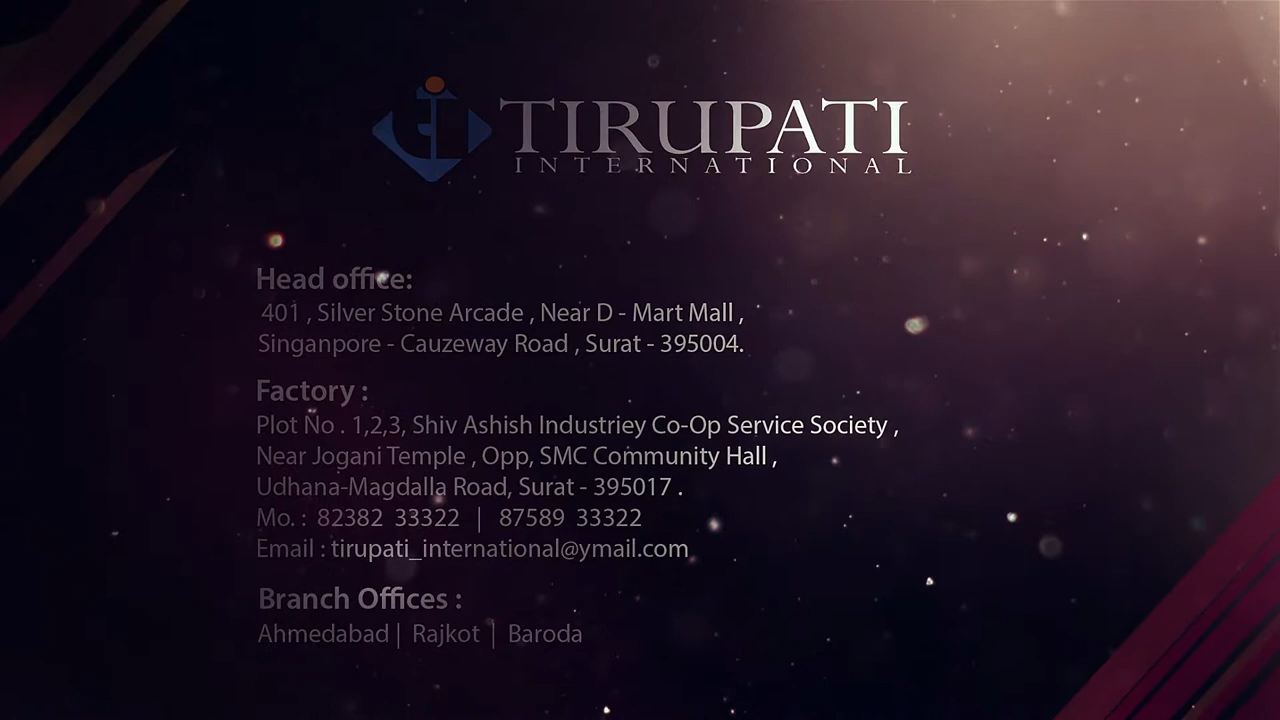 TIRUPATI
INTERNATIONAL
Head office:
401 , Silver Stone Arcade , Near D - Mart Mall ,
Singanpore - Cauzeway Road , Surat - 395004.
Factory :
Plot No . 1,2,3, Shiv Ashish Industriey Co-Op Service Society ,
Near Jogani Temple , Opp, SMC Community Hall ,
Udhana-Magdalla Road, Surat - 395017 .
Mo. : 82382 33322 | 87589 33322
Email : tirupati_international@ymail.com
Branch Offices :
Ahmedabad | Rajkot | Baroda